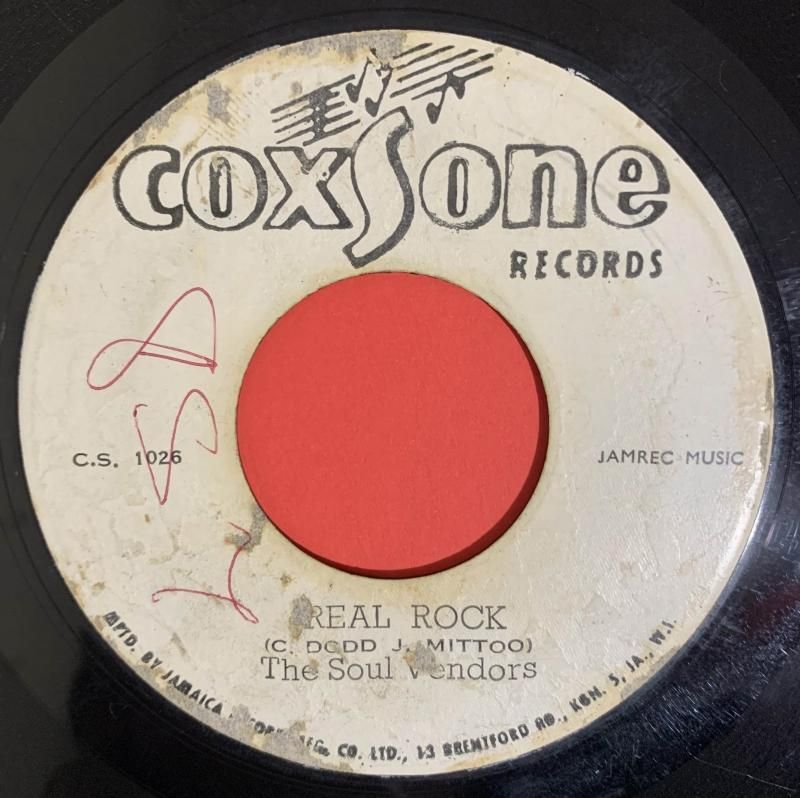 coxSone
RECORDS
C.S. 1026
JAMREC MUSIC
REAL ROCK
(C. DODD J. MITTOO)
The Soul Vendors
MFTD. BY JAMAICA CO. LTD., 13 BRENTFORD RD., KGN. 5, JA., W.I.